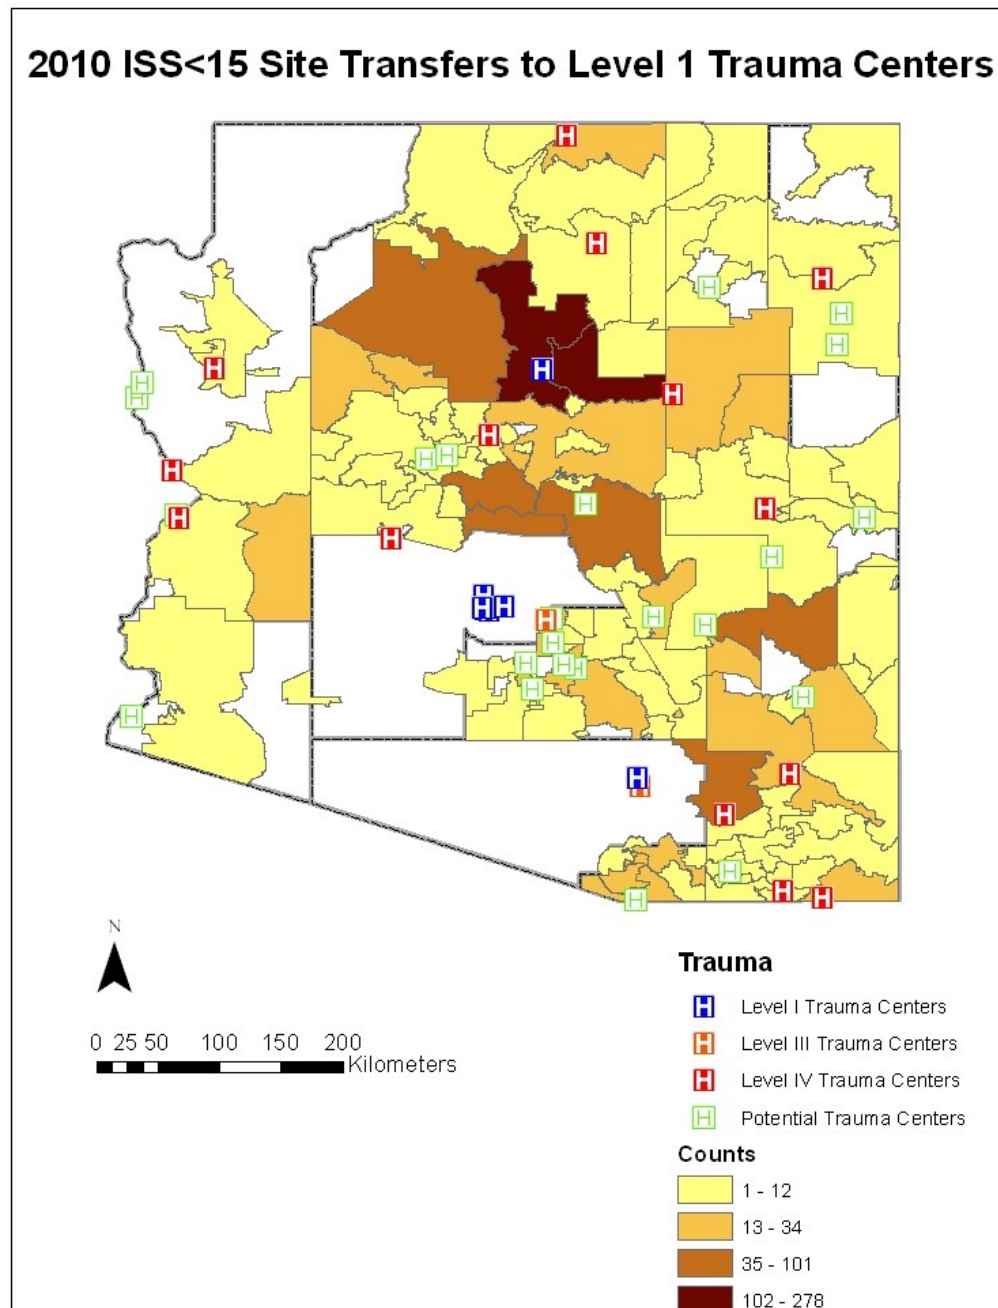 2010 ISS<15 Site Transfers to Level 1 Trauma Centers
N
0 25 50 100 150 200
Kilometers
Trauma
H Level I Trauma Centers
H Level III Trauma Centers
H Level IV Trauma Centers
H Potential Trauma Centers
Counts
1 - 12
13 - 34
35 - 101
102 - 278